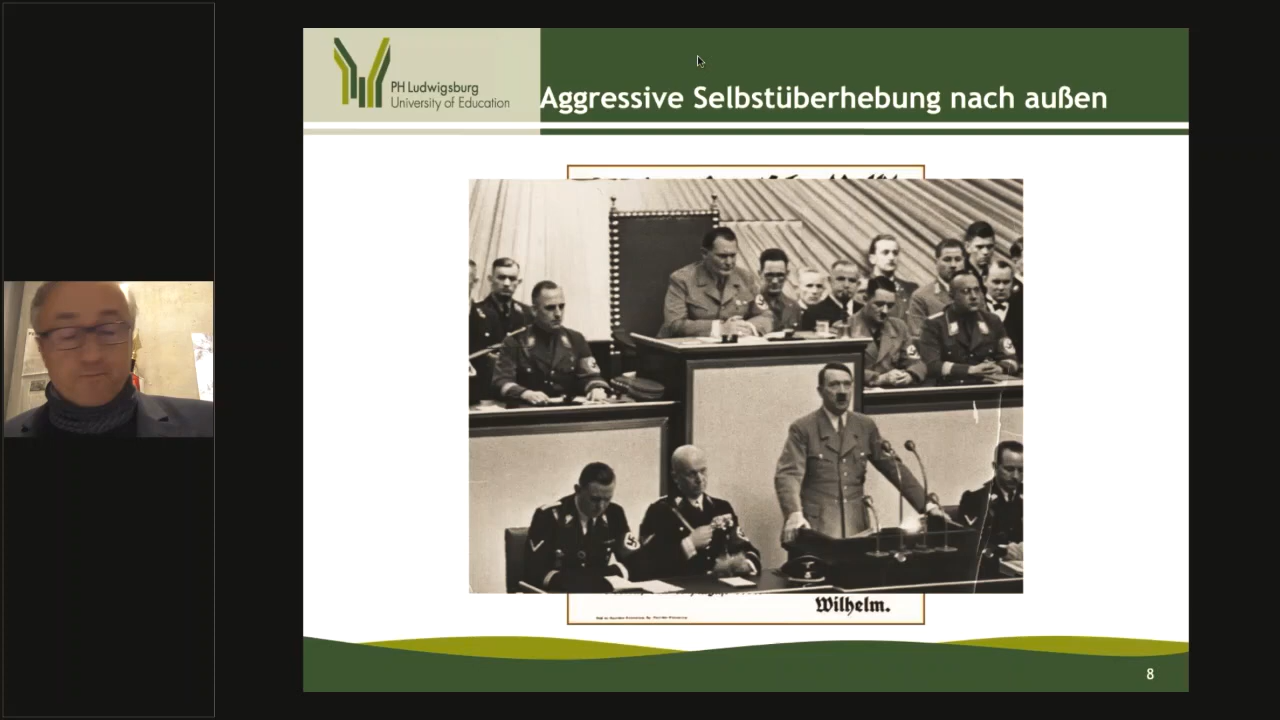 PH Ludwigsburg
University of Education
Aggressive Selbstüberhebung nach außen
Wilhelm.
8